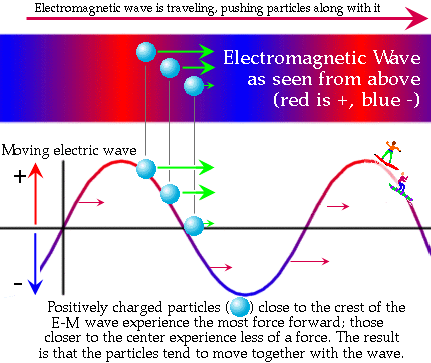 Electromagnetic wave is traveling, pushing particles along with it
Electromagnetic Wave
as seen from above
(red is +, blue -)
Moving electric wave
+
-
Positively charged particles ( ) close to the crest of the
E-M wave experience the most force forward; those
closer to the center experience less of a force. The result
is that the particles tend to move together with the wave.